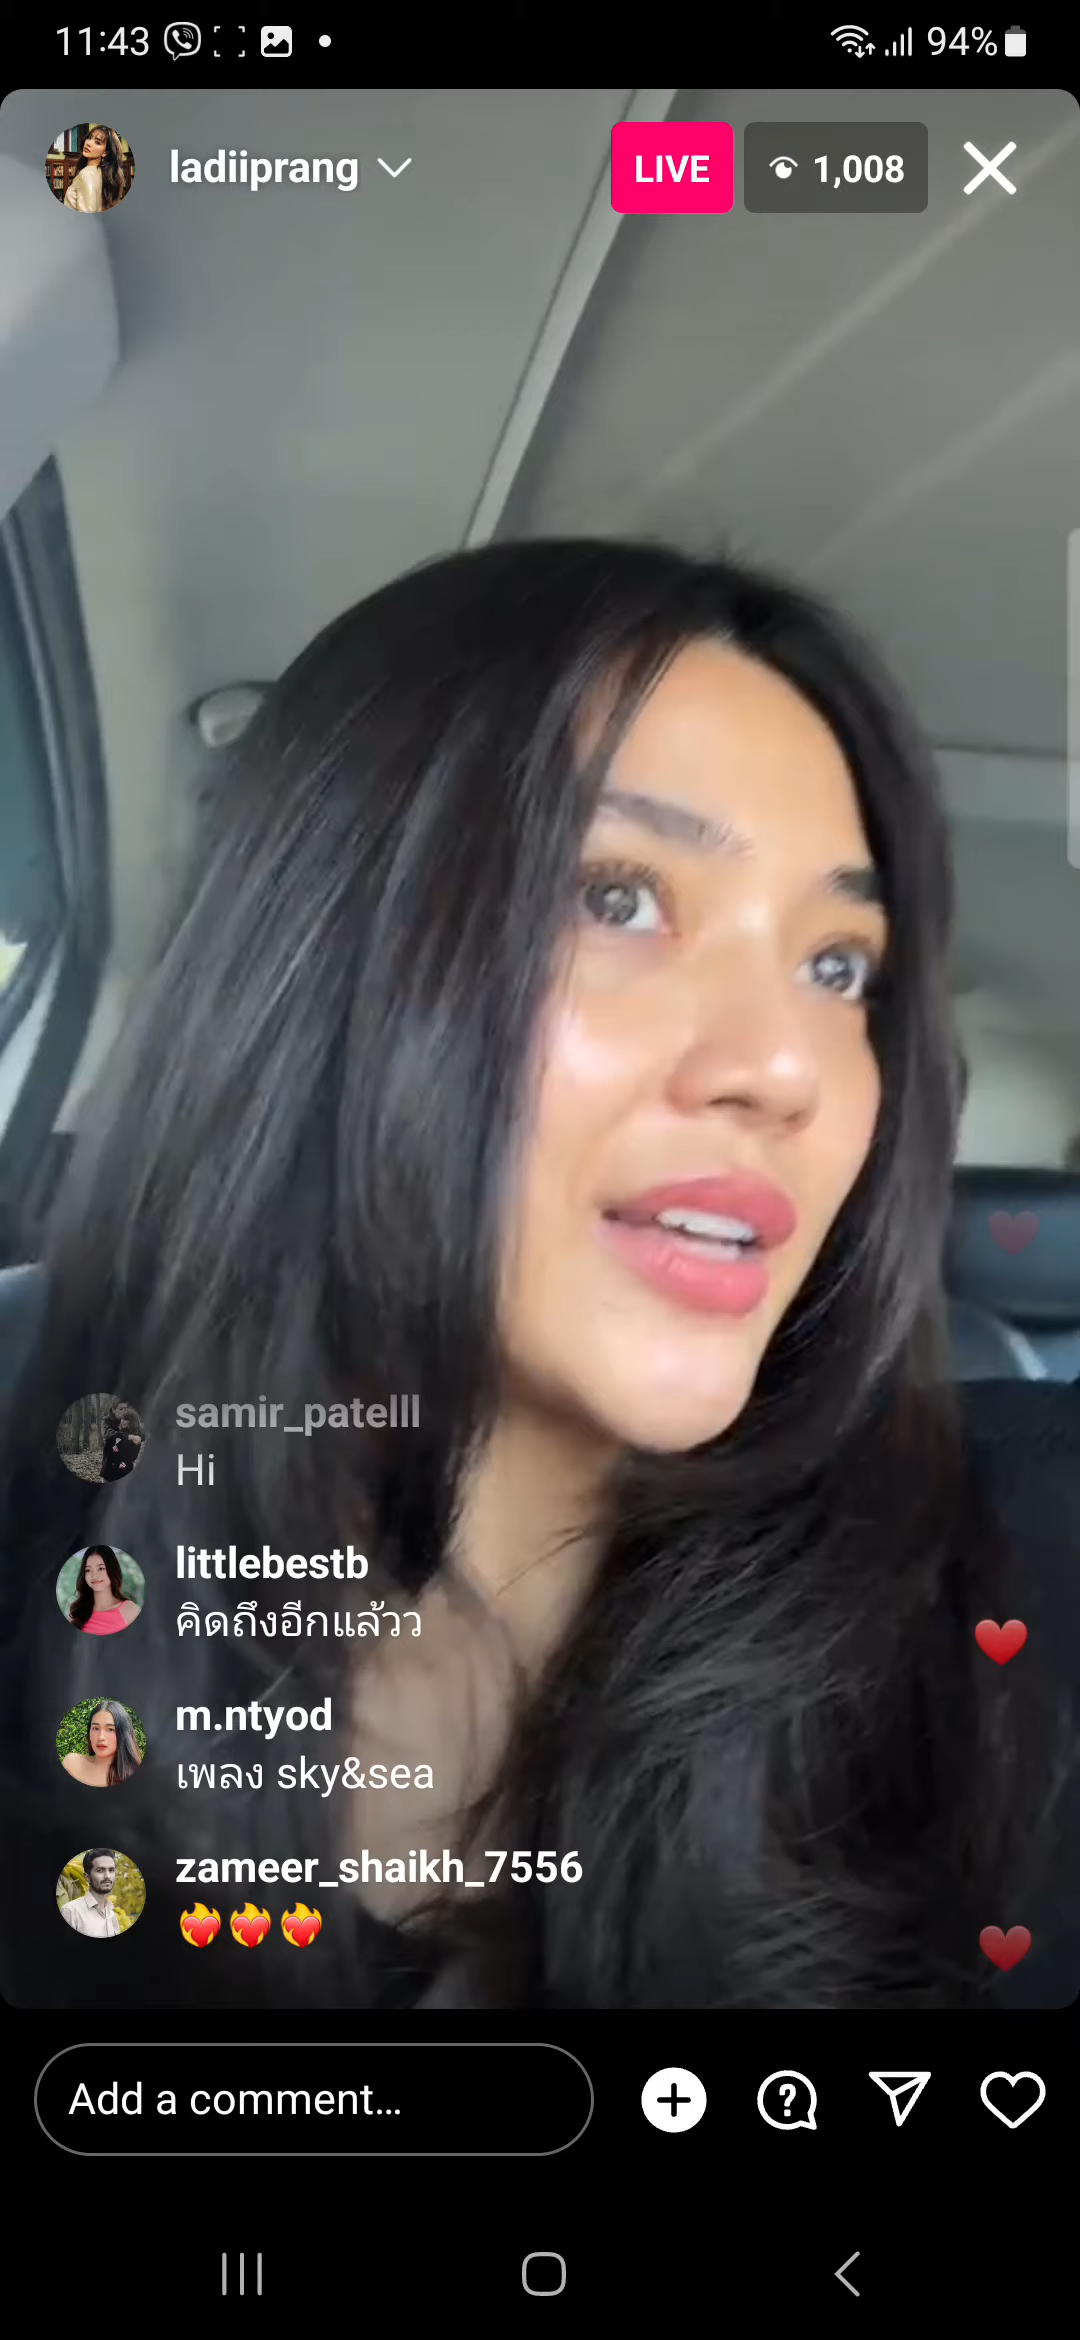 11:43 94%
ladiiprang LIVE 1,008
samir_patelll
Hi
littlebestb
คิดถึงอีกแล้วว
m.ntyod
เพลง sky&sea
zameer_shaikh_7556
❤️‍🔥❤️‍🔥❤️‍🔥
Add a comment...